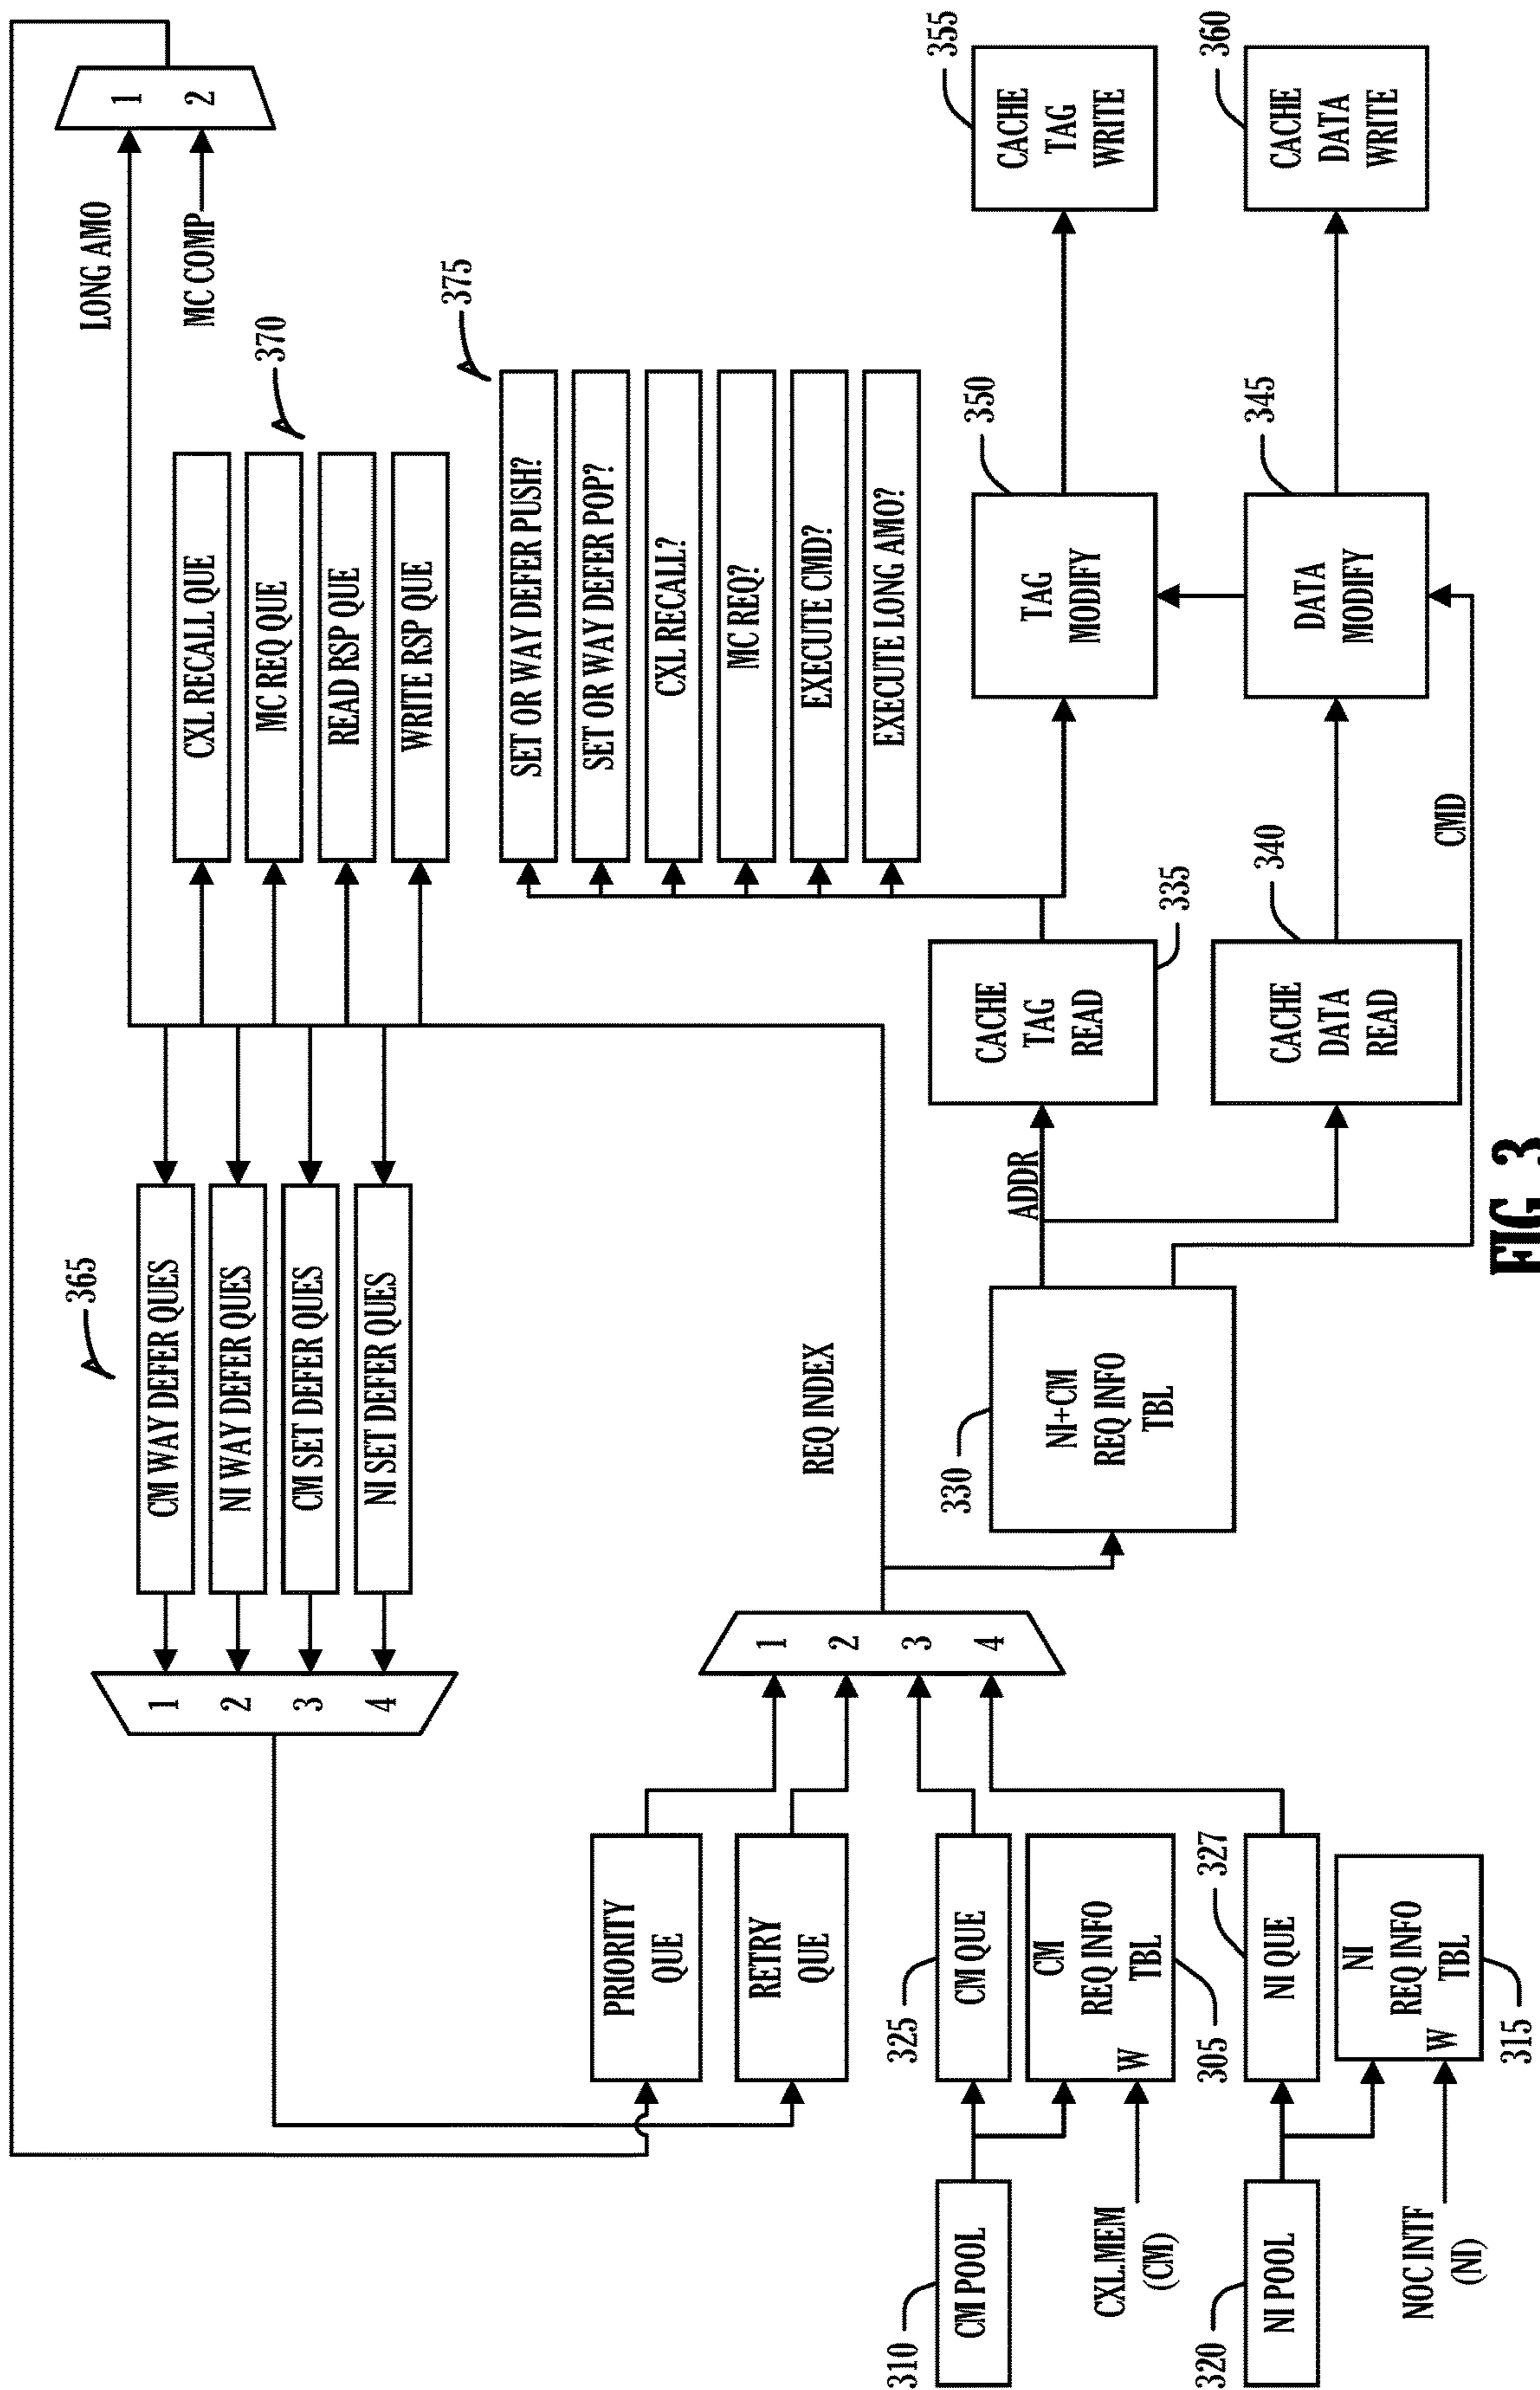 LONG AMO
MC COMP
1
2
370
CXL RECALL QUE
MC REQ QUE
READ RSP QUE
WRITE RSP QUE
365
CM WAY DEFER QUES
NI WAY DEFER QUES
CM SET DEFER QUES
NI SET DEFER QUES
1
2
3
4
375
SET OR WAY DEFER PUSH?
SET OR WAY DEFER POP?
CXL RECALL?
MC REQ?
EXECUTE CMD?
EXECUTE LONG AMO?
PRIORITY
QUE
RETRY
QUE
1
2
3
4
REQ INDEX
310
CM POOL
325
CM QUE
CM
REQ INFO
TBL
W
305
CXL.MEM
(CM)
320
NI POOL
327
NI QUE
NI
REQ INFO
TBL
W
315
NOC INTF
(NI)
330
NI+CM
REQ INFO
TBL
ADDR
CMD
CACHE
TAG
READ
335
340
CACHE
DATA
READ
350
TAG
MODIFY
345
DATA
MODIFY
355
CACHE
TAG
WRITE
360
CACHE
DATA
WRITE
FIG. 3